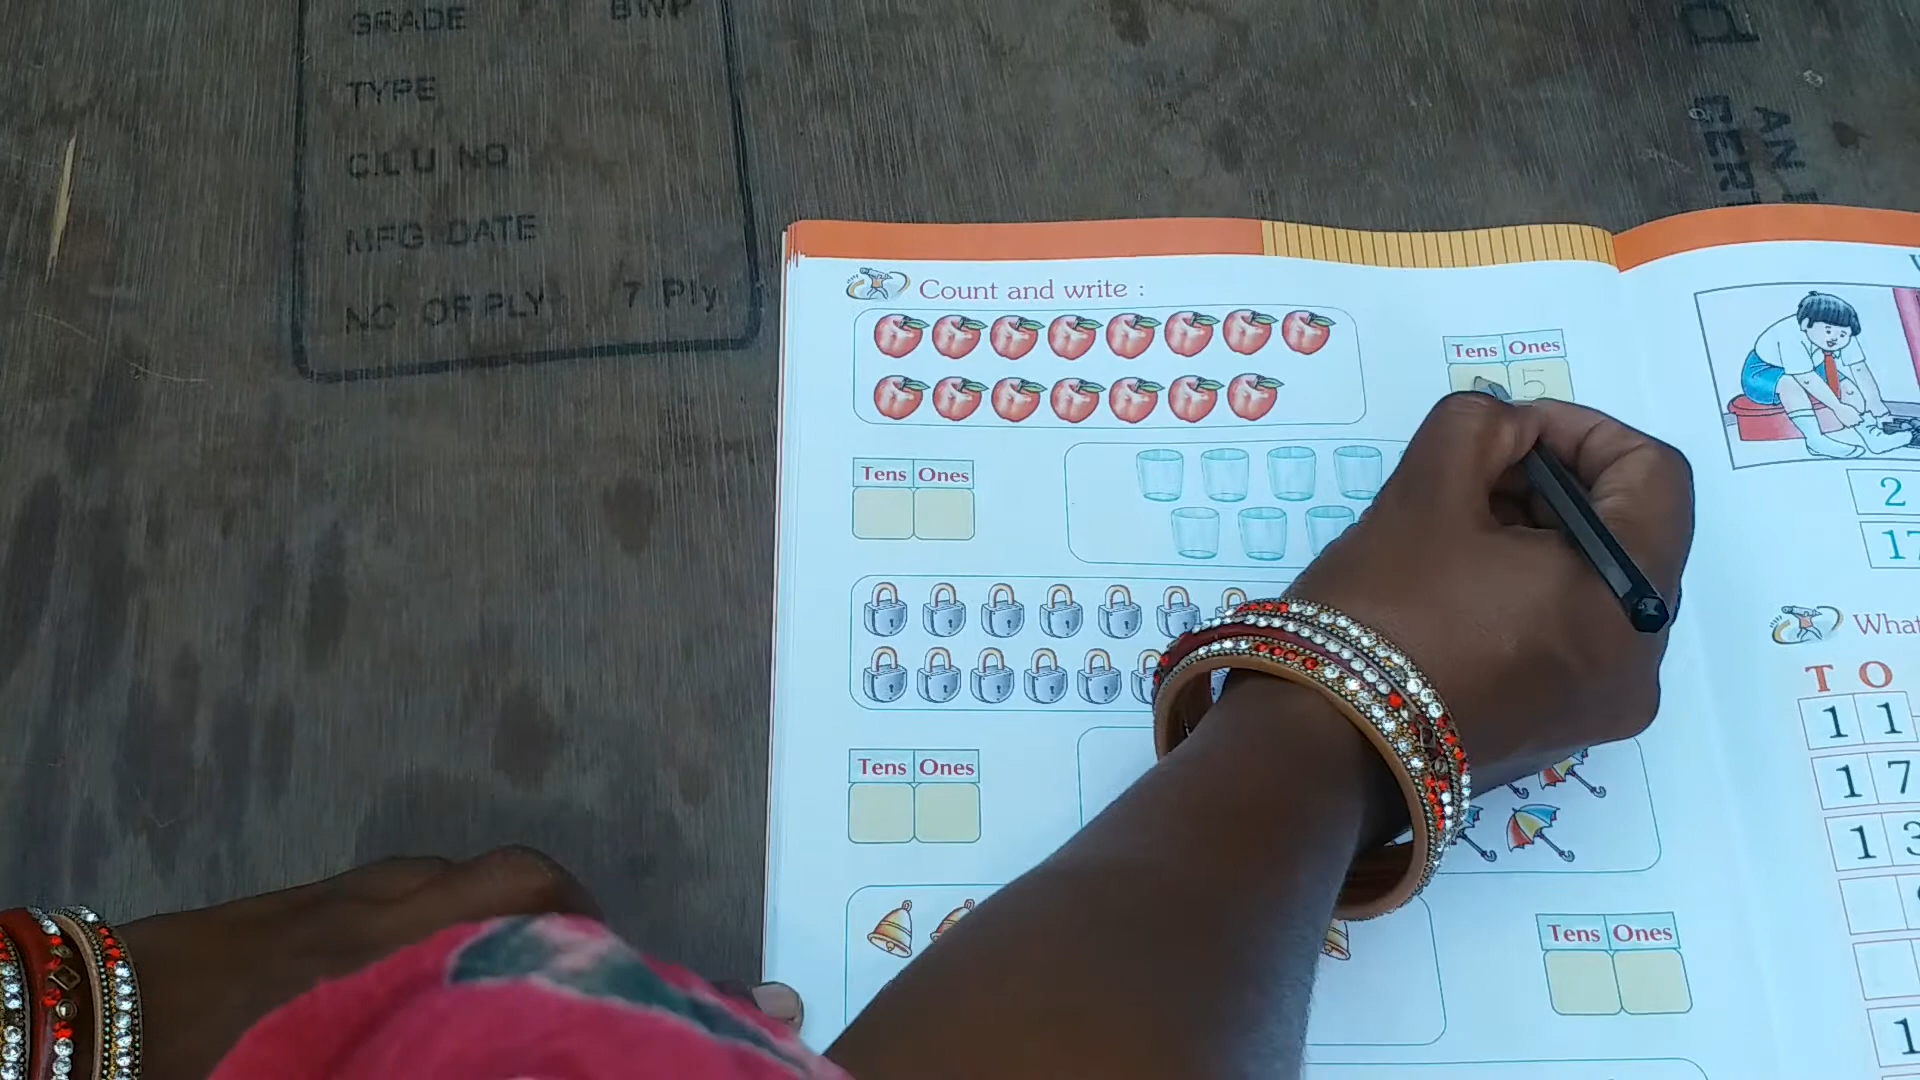 GRADE BWP
TYPE
C.L.U NO
MFG DATE
NO OF PLY 7 Ply
Count and write :
Tens Ones
5
Tens Ones
Tens Ones
Tens Ones
2
17
What
T O
1 1
1 7
1 3
1